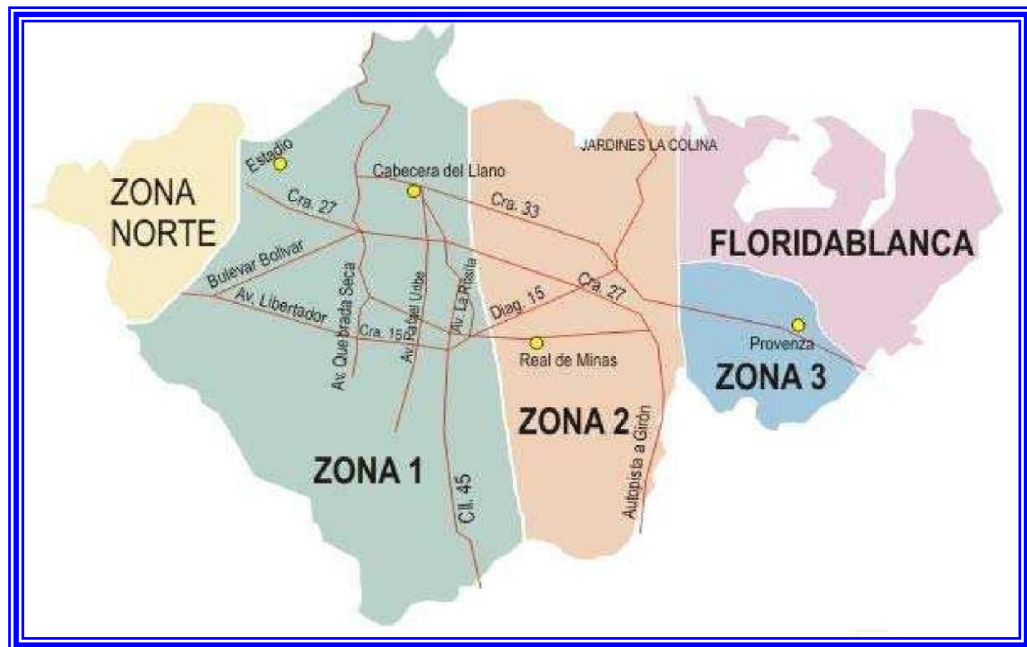 Estadio
JARDINES LA COLINA
Cabecera del Llano
ZONA
NORTE
Cra. 27
Cra. 33
FLORIDABLANCA
Bulevar Bolivar
Av. Libertador
Av. Quebrada Seca
Av. Rafael Uribe
Av. La Rosita
Diag. 15
Cra. 27
Cra. 15
Real de Minas
Provenza
ZONA 3
ZONA 2
Autopista a Girón
ZONA 1
Cll. 45